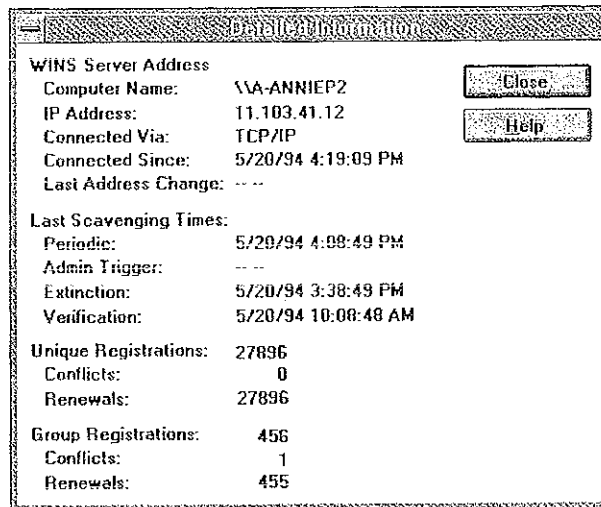 Detailed Information
WINS Server Address
Computer Name: \\A-ANNIEP2
Close
IP Address: 11.103.41.12
Help
Connected Via: TCP/IP
Connected Since: 5/20/94 4:19:09 PM
Last Address Change: -- --
Last Scavenging Times:
Periodic: 5/20/94 4:08:49 PM
Admin Trigger: -- --
Extinction: 5/20/94 3:38:49 PM
Verification: 5/20/94 10:08:48 AM
Unique Registrations: 27896
Conflicts: 0
Renewals: 27896
Group Registrations: 456
Conflicts: 1
Renewals: 455